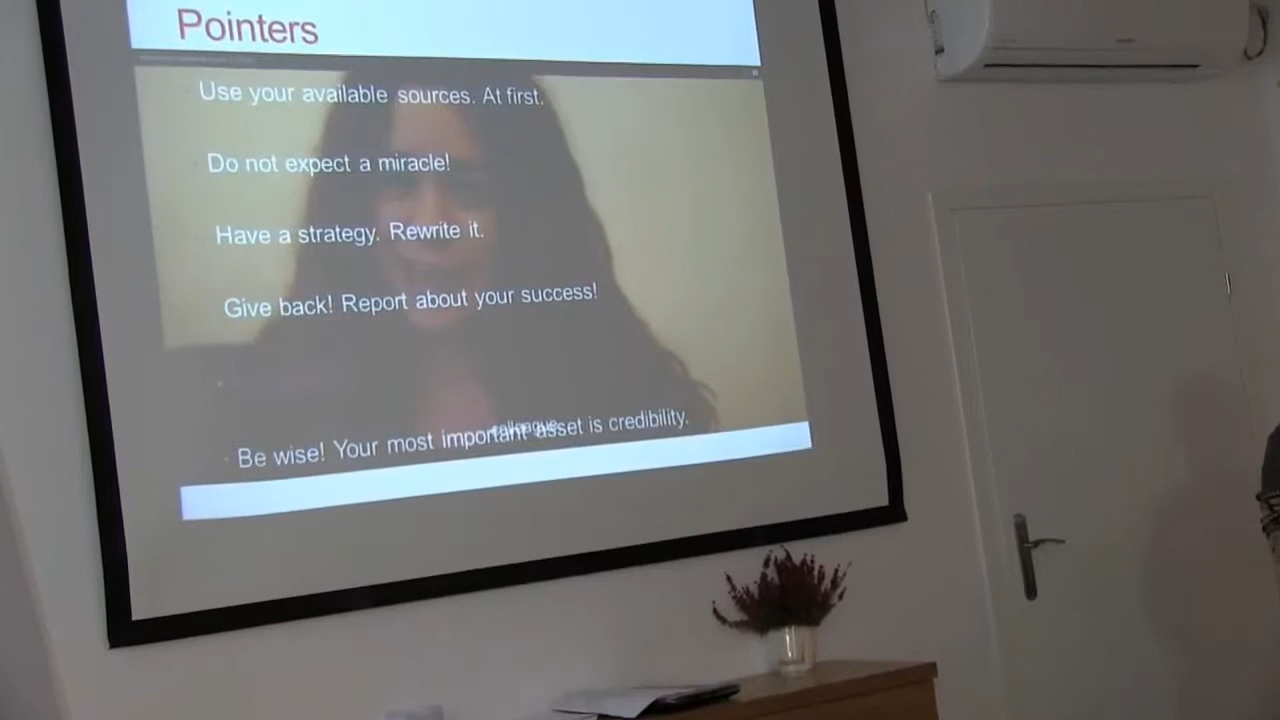 Pointers
Use your available sources. At first.
Do not expect a miracle!
Have a strategy. Rewrite it.
Give back! Report about your success!
colleague
Be wise! Your most important asset is credibility.